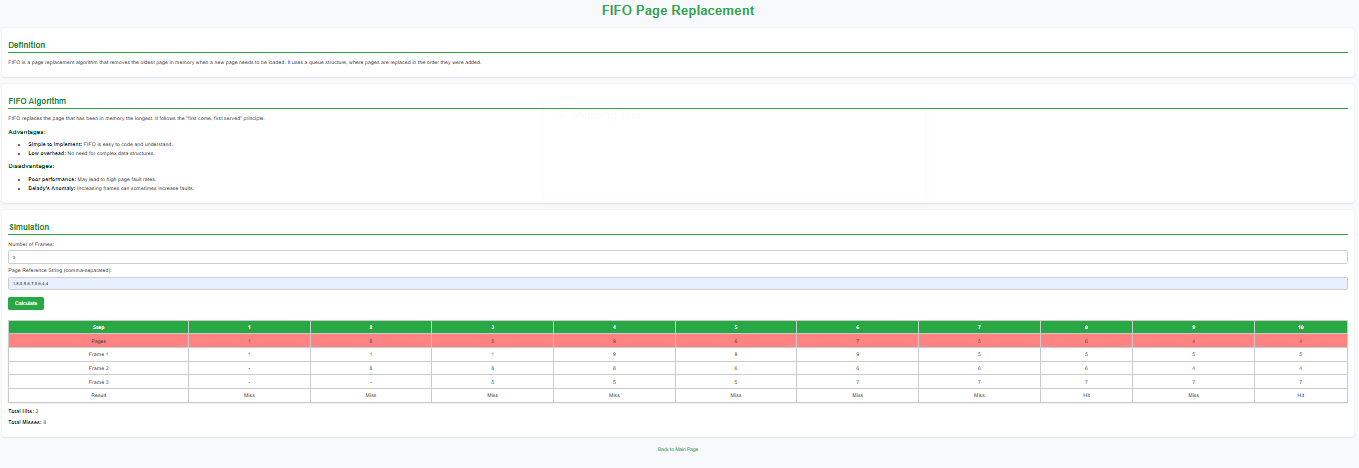 FIFO Page Replacement
Definition
FIFO is a page replacement algorithm that removes the oldest page in memory when a new page needs to be loaded. It uses a queue structure, where pages are replaced in the order they were added.
FIFO Algorithm
FIFO replaces the page that has been in memory the longest. It follows the "first come, first served" principle.
Advantages:
Simple to implement: FIFO is easy to code and understand.
Low overhead: No need for complex data structures.
Disadvantages:
Poor performance: May lead to high page fault rates.
Belady's Anomaly: Increasing frames can sometimes increase faults.
Simulation
Number of Frames:
3
Page Reference String (comma-separated):
1,8,5,9,6,7,5,6,4,4
Calculate
Step 1 2 3 4 5 6 7 8 9 10
Pages 1 8 5 9 6 7 5 6 4 4
Frame 1 1 1 1 9 9 9 5 5 5 5
Frame 2 - 8 8 8 6 6 6 6 4 4
Frame 3 - - 5 5 5 7 7 7 7 7
Result Miss Miss Miss Miss Miss Miss Miss Hit Miss Hit
Total Hits: 2
Total Misses: 8
Back to Main Page